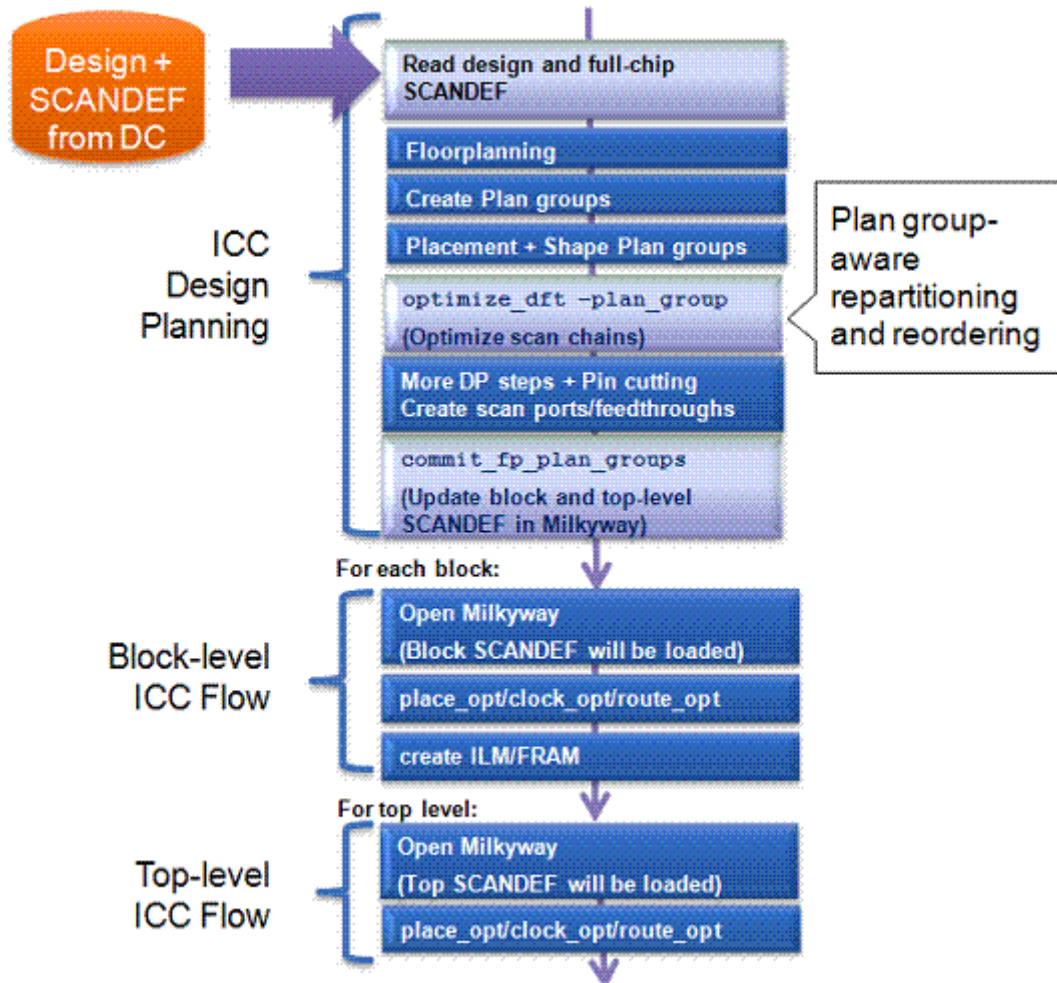 Design +
SCANDEF
from DC
Read design and full-chip
SCANDEF
Floorplanning
Create Plan groups
Placement + Shape Plan groups
optimize_dft –plan_group
(Optimize scan chains)
More DP steps + Pin cutting
Create scan ports/feedthroughs
commit_fp_plan_groups
(Update block and top-level
SCANDEF in Milkyway)
ICC
Design
Planning
Plan group-
aware
repartitioning
and reordering
For each block:
Open Milkyway
(Block SCANDEF will be loaded)
place_opt/clock_opt/route_opt
create ILM/FRAM
Block-level
ICC Flow
For top level:
Open Milkyway
(Top SCANDEF will be loaded)
place_opt/clock_opt/route_opt
Top-level
ICC Flow